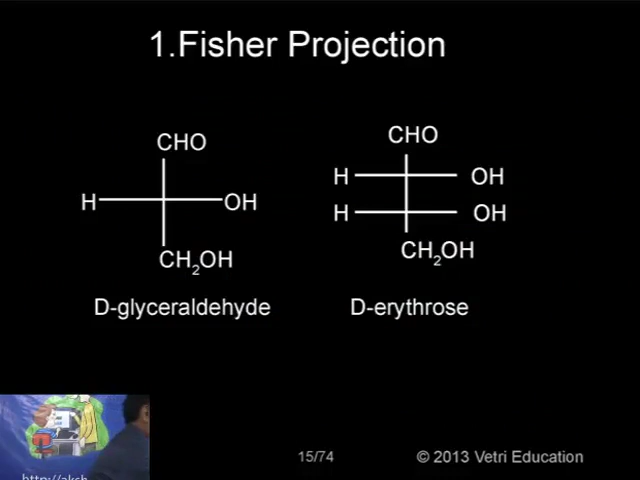 1.Fisher Projection
CHO
H OH
CH2OH
D-glyceraldehyde
CHO
H OH
H OH
CH2OH
D-erythrose
15/74
© 2013 Vetri Education